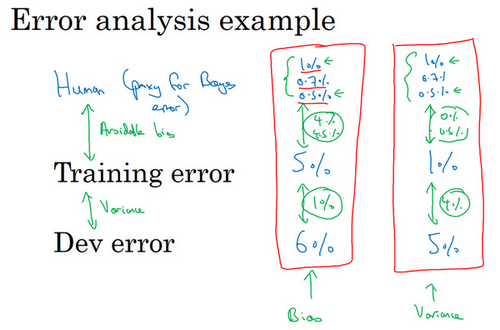 Error analysis example
Human (proxy for Bayes error)
1% 1%
0.7% 0.7%
0.5% 0.5%
Avoidable bias
4% 0%
4.5% 0.5%
Training error 5% 1%
Variance 1% 4%
Dev error 6% 5%
Bias Variance